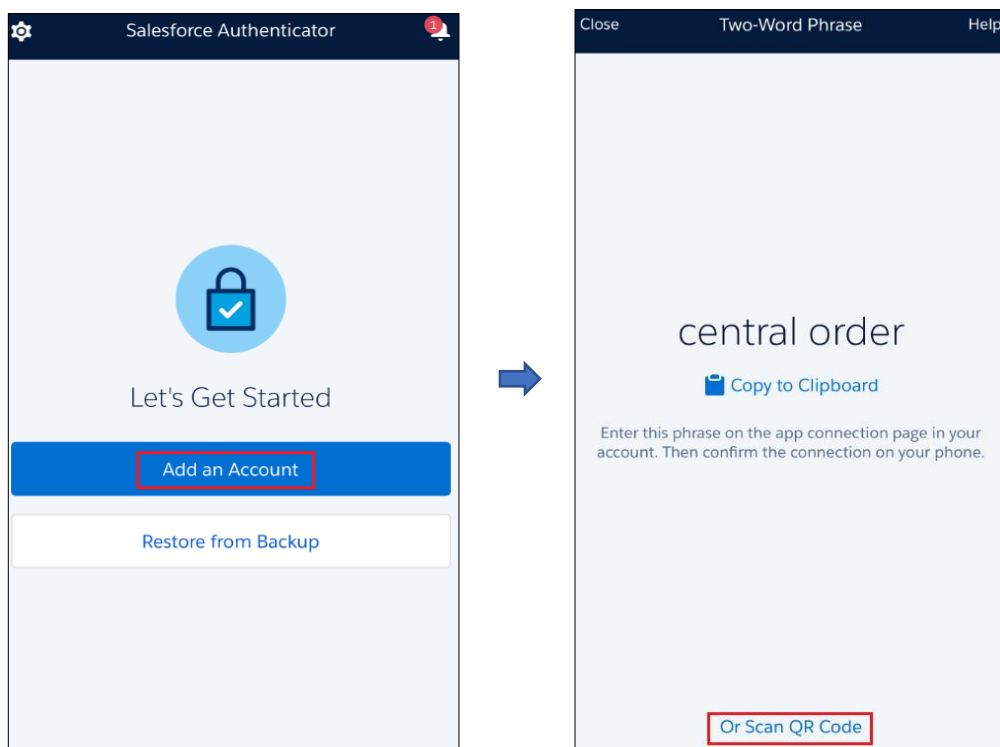 Salesforce Authenticator
1
Let's Get Started
Add an Account
Restore from Backup
Close
Two-Word Phrase
Help
central order
Copy to Clipboard
Enter this phrase on the app connection page in your
account. Then confirm the connection on your phone.
Or Scan QR Code